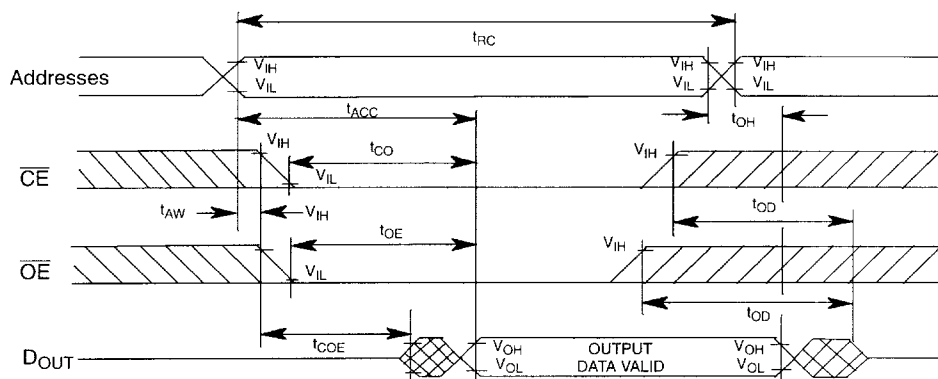 tRC
Addresses
VIH
VIL
VIH
VIL
VIH
VIL
tACC
tOH
CE
VIH
VIL
tCO
VIH
tAW
VIH
tOD
OE
VIL
tOE
VIH
tOD
tCOE
DOUT
VOH
VOL
OUTPUT
DATA VALID
VOH
VOL